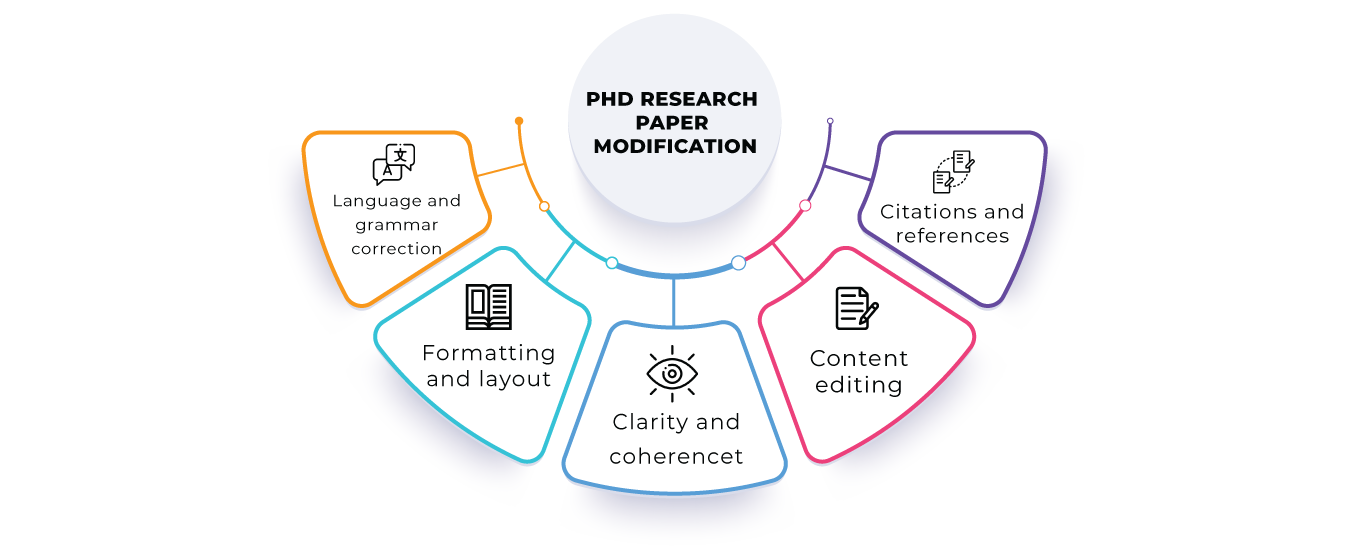 PHD RESEARCH
PAPER
MODIFICATION
Language and
grammar
correction
Formatting
and layout
Clarity and
coherencet
Content
editing
Citations and
references